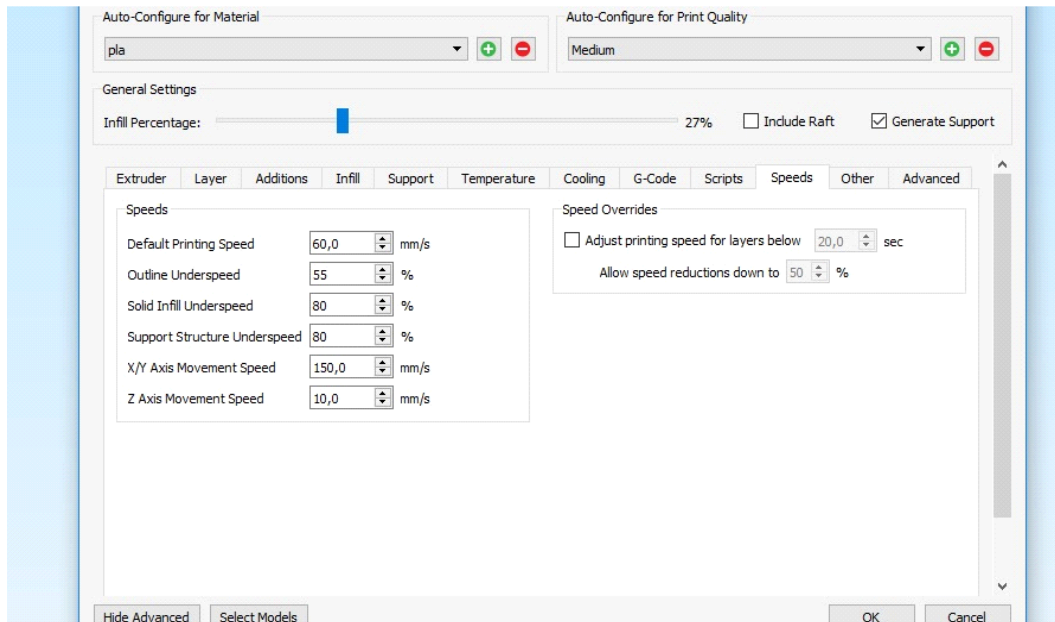 Auto-Configure for Material
Auto-Configure for Print Quality
pla
Medium
General Settings
Infill Percentage:
27%
Include Raft
Generate Support
Extruder Layer Additions Infill Support Temperature Cooling G-Code Scripts Speeds Other Advanced
Speeds
Default Printing Speed 60,0 mm/s
Outline Underspeed 55 %
Solid Infill Underspeed 80 %
Support Structure Underspeed 80 %
X/Y Axis Movement Speed 150,0 mm/s
Z Axis Movement Speed 10,0 mm/s
Speed Overrides
Adjust printing speed for layers below 20,0 sec
Allow speed reductions down to 50 %
Hide Advanced Select Models OK Cancel